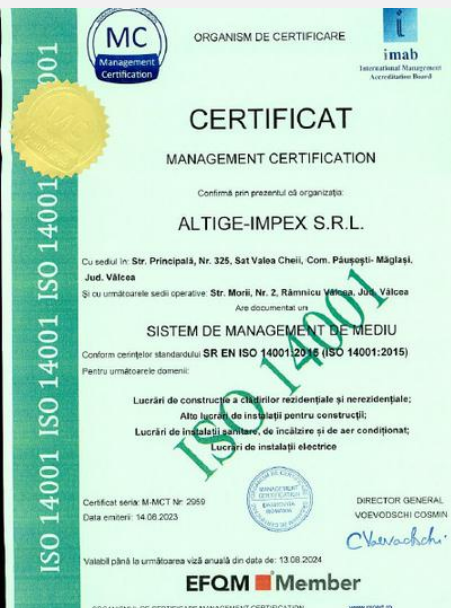 MC
Management
Certification
ORGANISM DE CERTIFICARE
imab
International Management
Accreditation Board
CERTIFICAT
MANAGEMENT CERTIFICATION
Confirmă prin prezentul că organizația:
ALTIGE-IMPEX S.R.L.
Cu sediul în: Str. Principală, Nr. 325, Sat Valea Cheii, Com. Păușești- Măglași,
Jud. Vâlcea
Și cu următoarele sedii operative: Str. Morii, Nr. 2, Râmnicu Vâlcea, Jud. Vâlcea
Are documentat un
SISTEM DE MANAGEMENT DE MEDIU
Conform cerințelor standardului SR EN ISO 14001:2015 (ISO 14001:2015)
Pentru următoarele domenii:
Lucrări de construcție a clădirilor rezidențiale și nerezidențiale;
Alte lucrări de instalații pentru construcții;
Lucrări de instalații sanitare, de încălzire și de aer condiționat;
Lucrări de instalații electrice
ISO 14001
ISO 14001 ISO 14001 ISO 14001
Certificat seria: M-MCT Nr. 2959
Data emiterii: 14.08.2023
DIRECTOR GENERAL
VOEVODSCHI COSMIN
Valabil până la următoarea viză anuală din data de: 13.08.2024
EFQM Member
ORGANISMUL DE CERTIFICARE MANAGEMENT CERTIFICATION